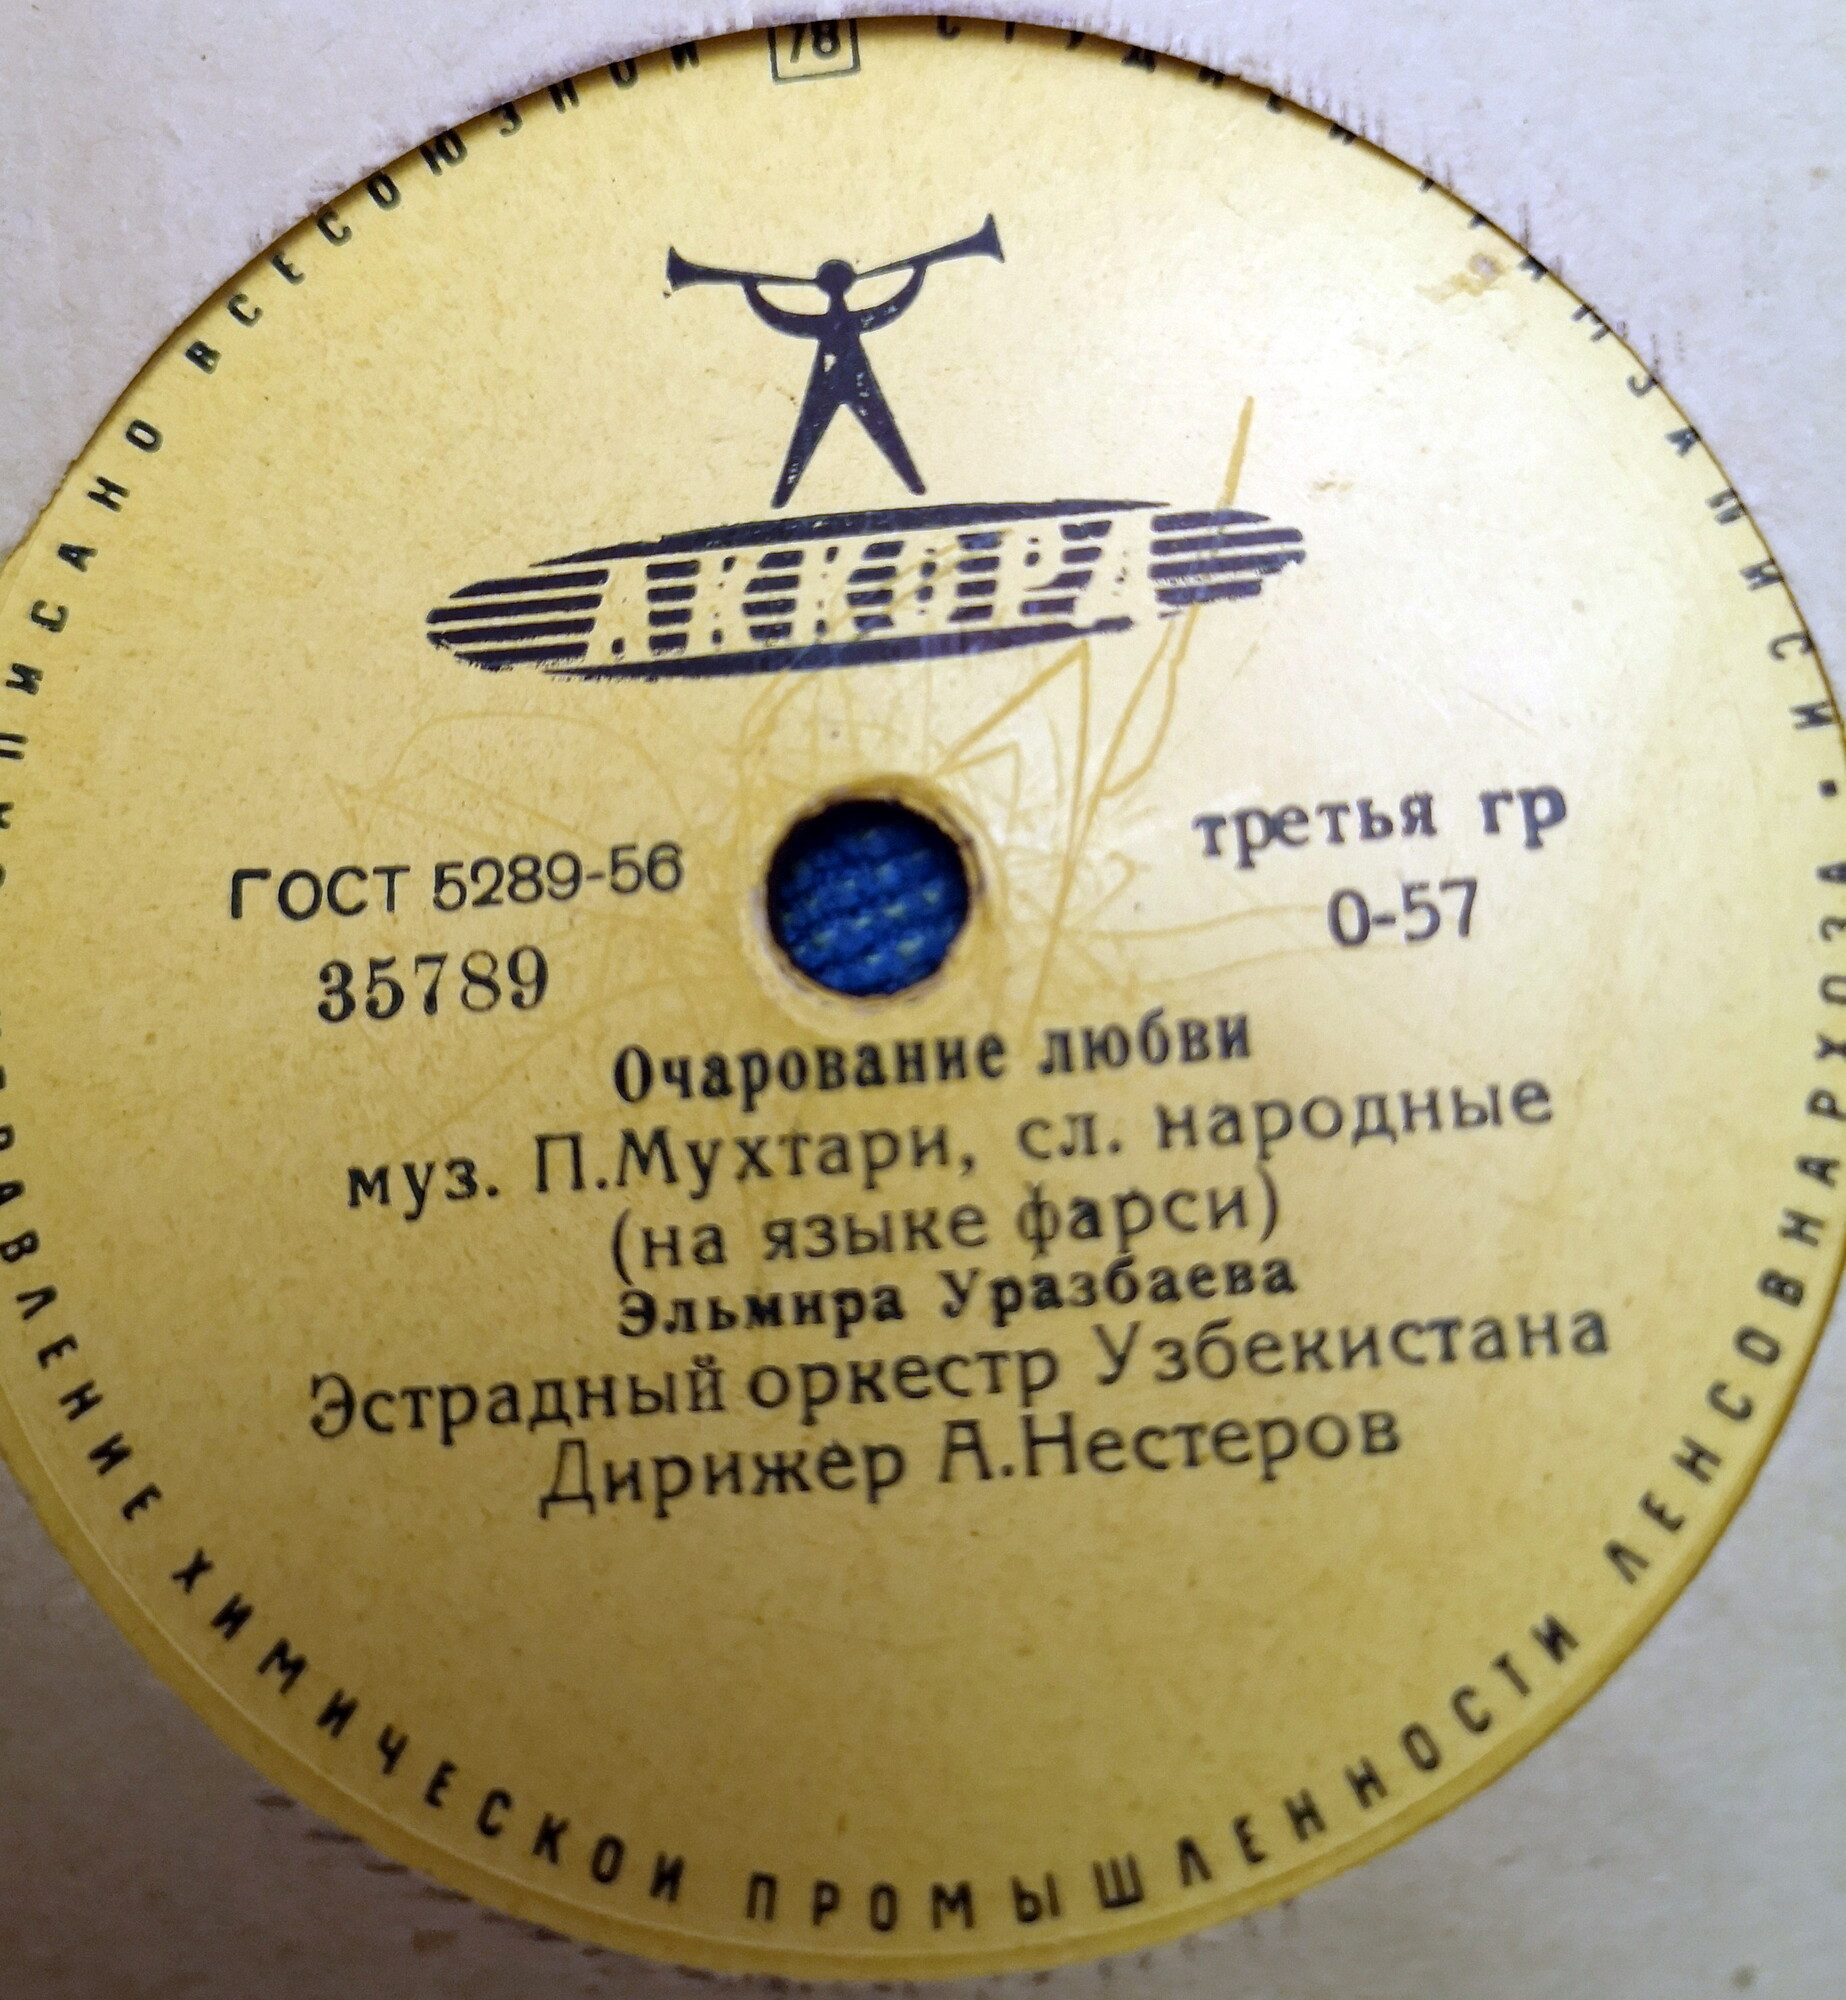 ЗАПИСАНО ВСЕСОЮЗНОЙ
78
АККОРД
ГОСТ 5289-56
третья гр
35789
0-57
Очарование любви
муз. П.Мухтари, сл. народные
(на языке фарси)
Эльмира Уразбаева
Эстрадный оркестр Узбекистана
Дирижер А.Нестеров
ХИМИЧЕСКОЙ ПРОМЫШЛЕННОСТИ ЛЕНСОВНАРХОЗА.